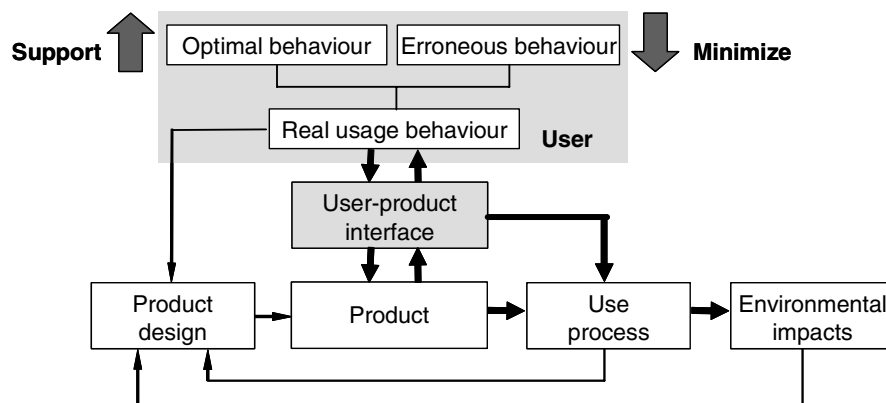 Support
Optimal behaviour
Erroneous behaviour
Minimize
Real usage behaviour
User
User-product
interface
Product
design
Product
Use
process
Environmental
impacts